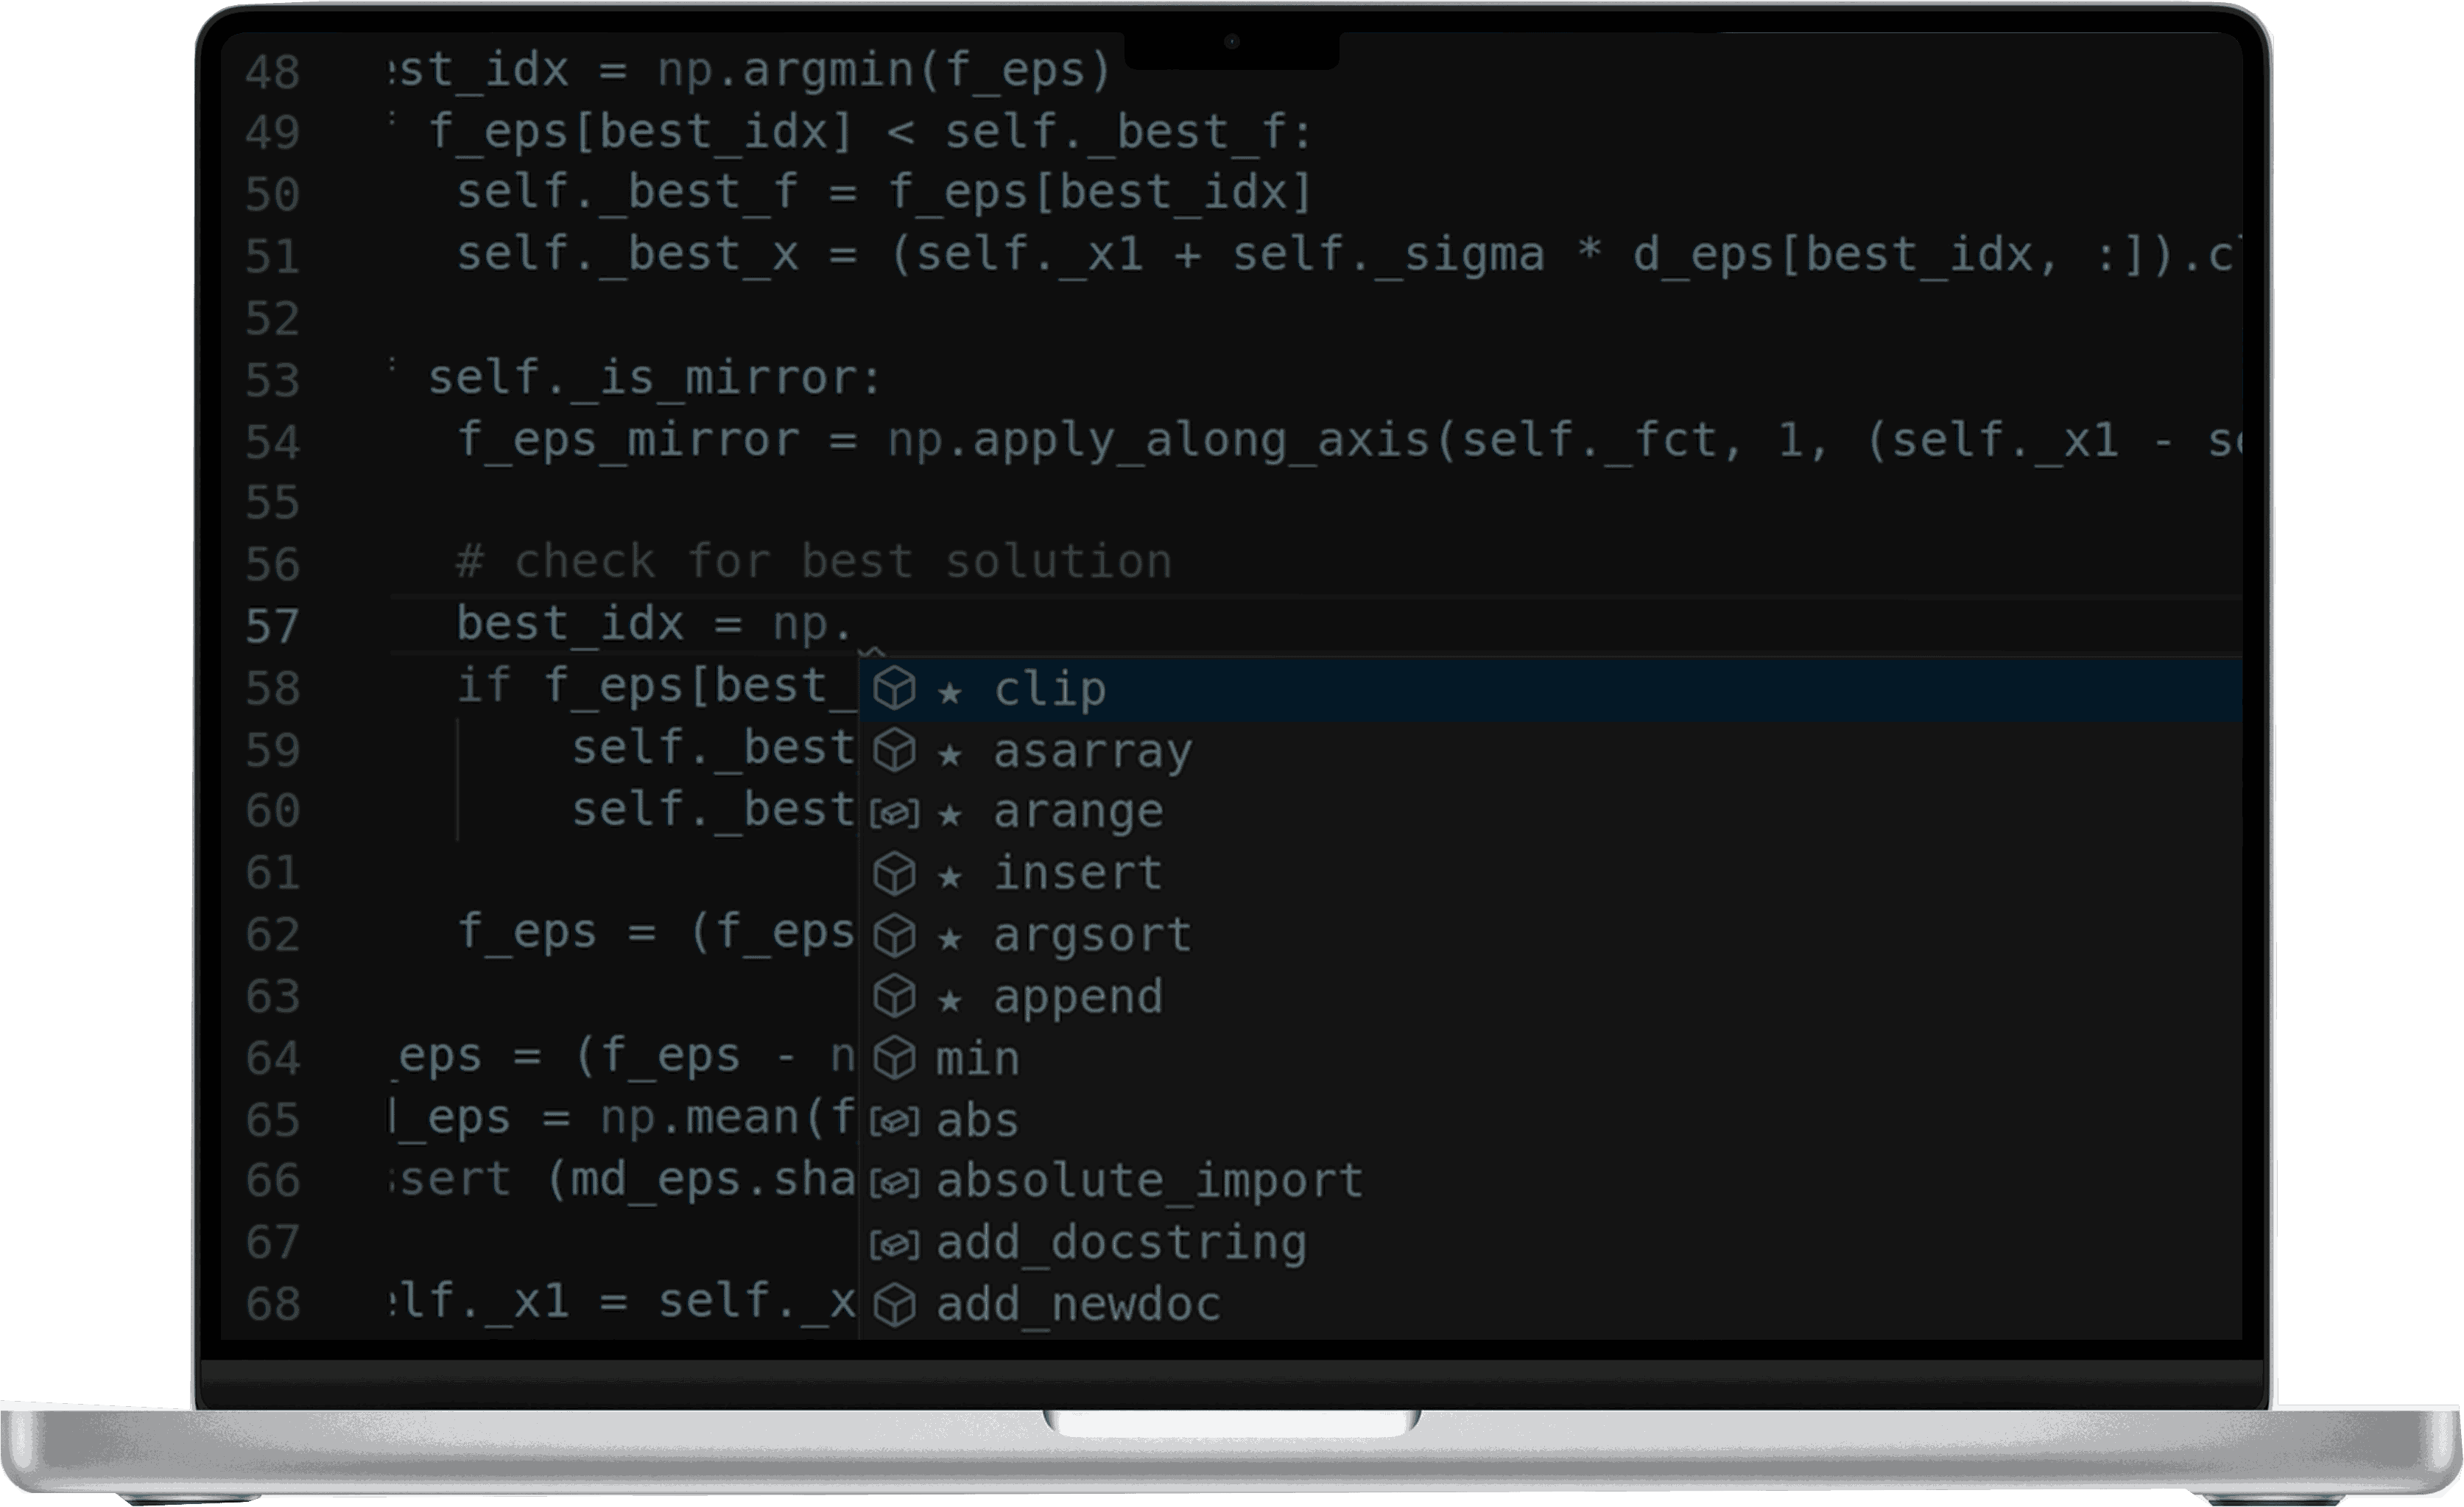 48 st_idx = np.argmin(f_eps)
49 f_eps[best_idx] < self._best_f:
50 self._best_f = f_eps[best_idx]
51 self._best_x = (self._x1 + self._sigma * d_eps[best_idx, :]).c
52
53 self._is_mirror:
54 f_eps_mirror = np.apply_along_axis(self._fct, 1, (self._x1 - se
55
56 # check for best solution
57 best_idx = np.
58 if f_eps[best_ ★ clip
59 self._best ★ asarray
60 self._best ★ arange
61 ★ insert
62 f_eps = (f_eps ★ argsort
63 ★ append
64 _eps = (f_eps - n min
65 _eps = np.mean(f abs
66 sert (md_eps.sha absolute_import
67 add_docstring
68 elf._x1 = self._x add_newdoc